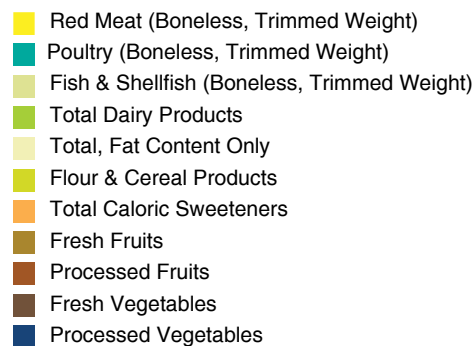 Red Meat (Boneless, Trimmed Weight)
Poultry (Boneless, Trimmed Weight)
Fish & Shellfish (Boneless, Trimmed Weight)
Total Dairy Products
Total, Fat Content Only
Flour & Cereal Products
Total Caloric Sweeteners
Fresh Fruits
Processed Fruits
Fresh Vegetables
Processed Vegetables